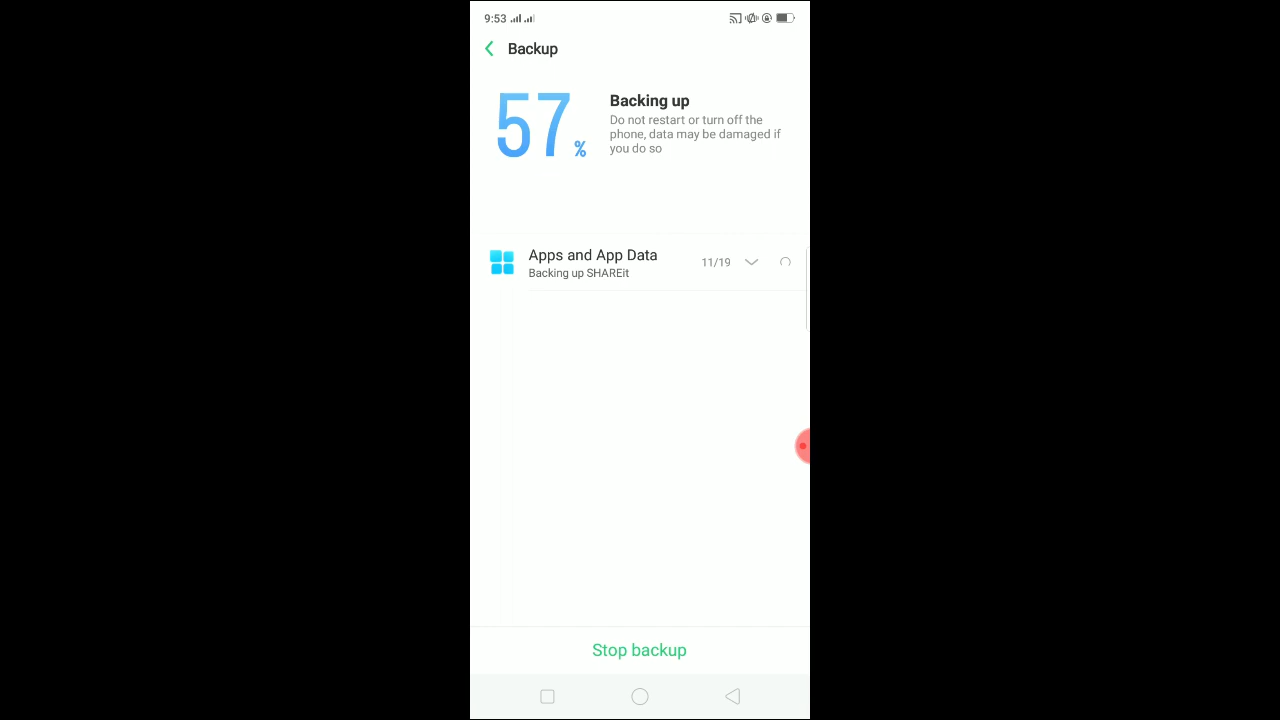 9:53
Backup
57%
Backing up
Do not restart or turn off the
phone, data may be damaged if
you do so
Apps and App Data
Backing up SHAREit
11/19
Stop backup